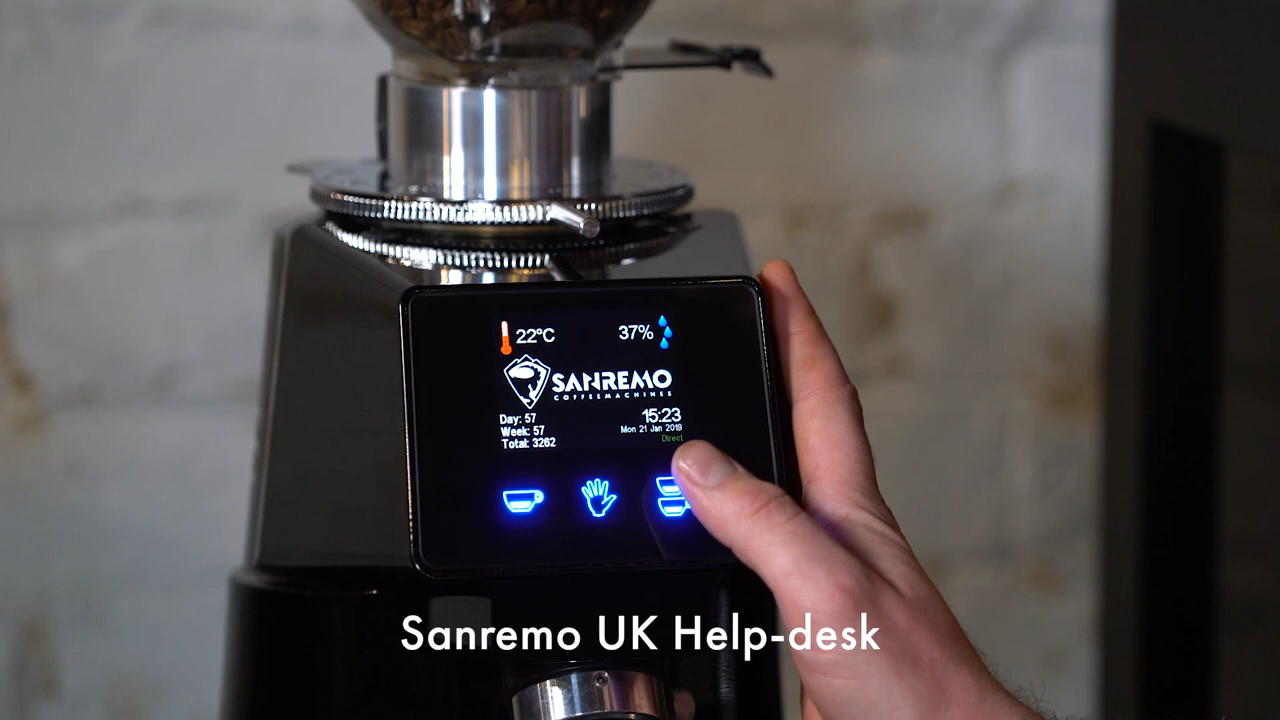 22°C 37%
SANREMO
COFFEEMACHINES
Day: 57 15:23
Week: 57 Mon 21 Jan 2019
Total: 3262 Direct
Sanremo UK Help-desk